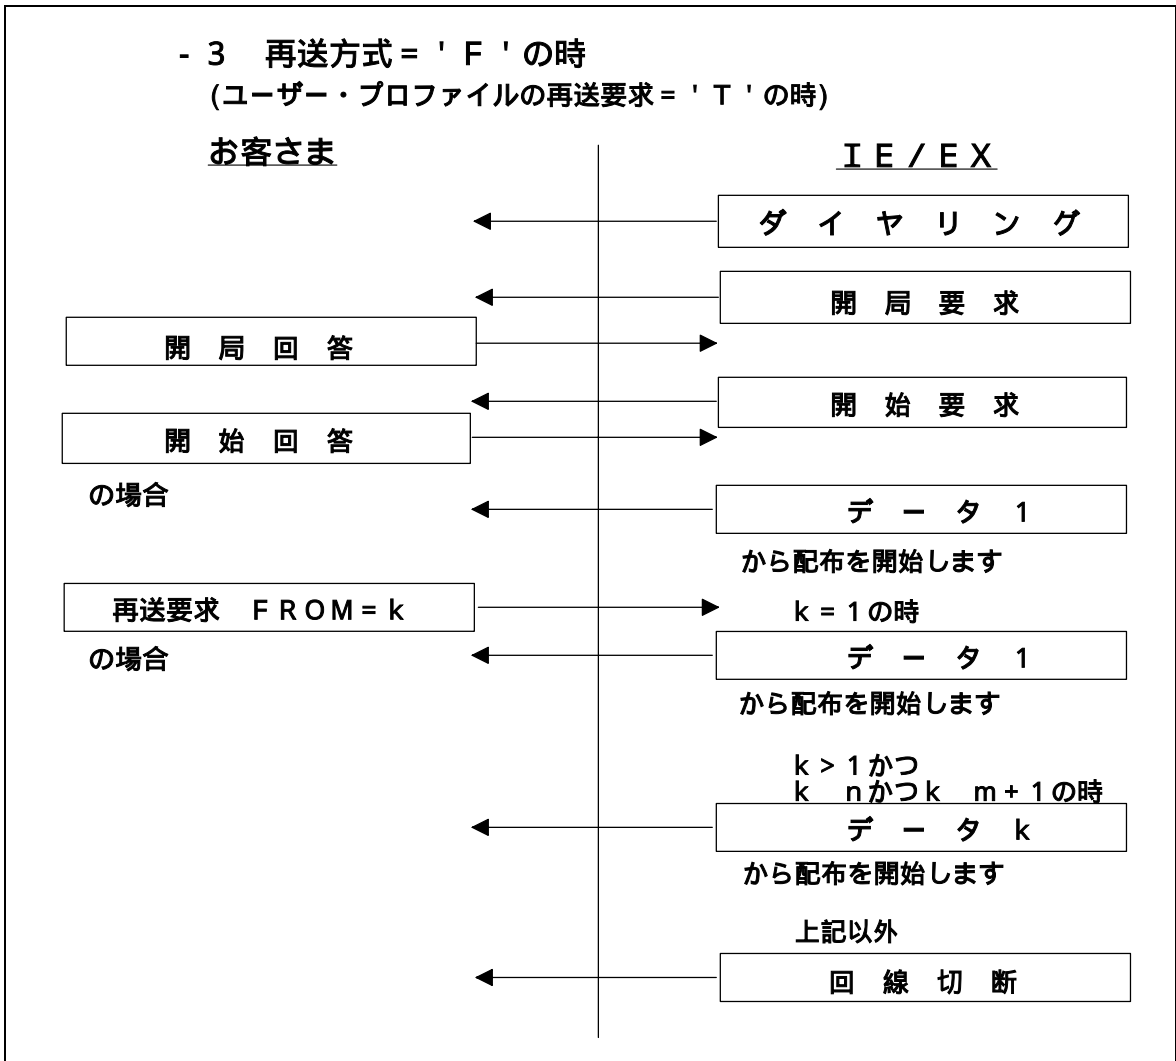 - 3 再送方式 = ' F ' の時
(ユーザー・プロファイルの再送要求 = ' T ' の時)
お客さま
I E / E X
ダ イ ヤ リ ン グ
開 局 要 求
開 局 回 答
開 始 要 求
開 始 回 答
の場合
デ ー タ 1
から配布を開始します
再送要求 F R O M = k
k = 1 の時
の場合
デ ー タ 1
から配布を開始します
k > 1 かつ
k n かつ k m + 1 の時
デ ー タ k
から配布を開始します
上記以外
回 線 切 断